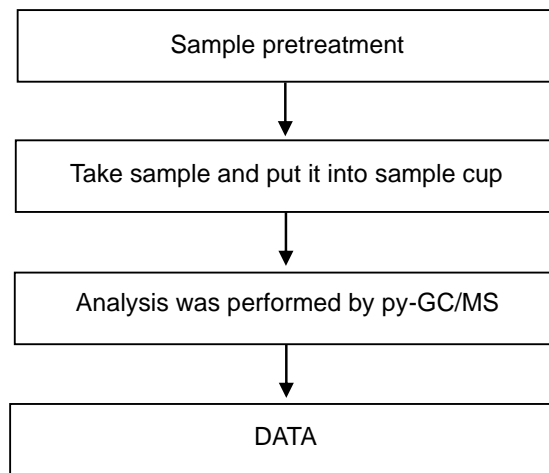 Sample pretreatment
Take sample and put it into sample cup
Analysis was performed by py-GC/MS
DATA